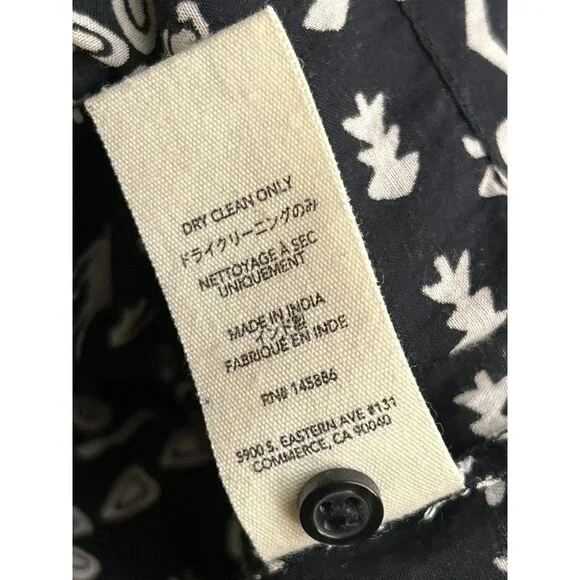 DRY CLEAN ONLY
ドライクリーニングのみ
NETTOYAGE À SEC
UNIQUEMENT
MADE IN INDIA
インド製
FABRIQUÉ EN INDE
RN# 145886
5900 S. EASTERN AVE #131
COMMERCE, CA 90040